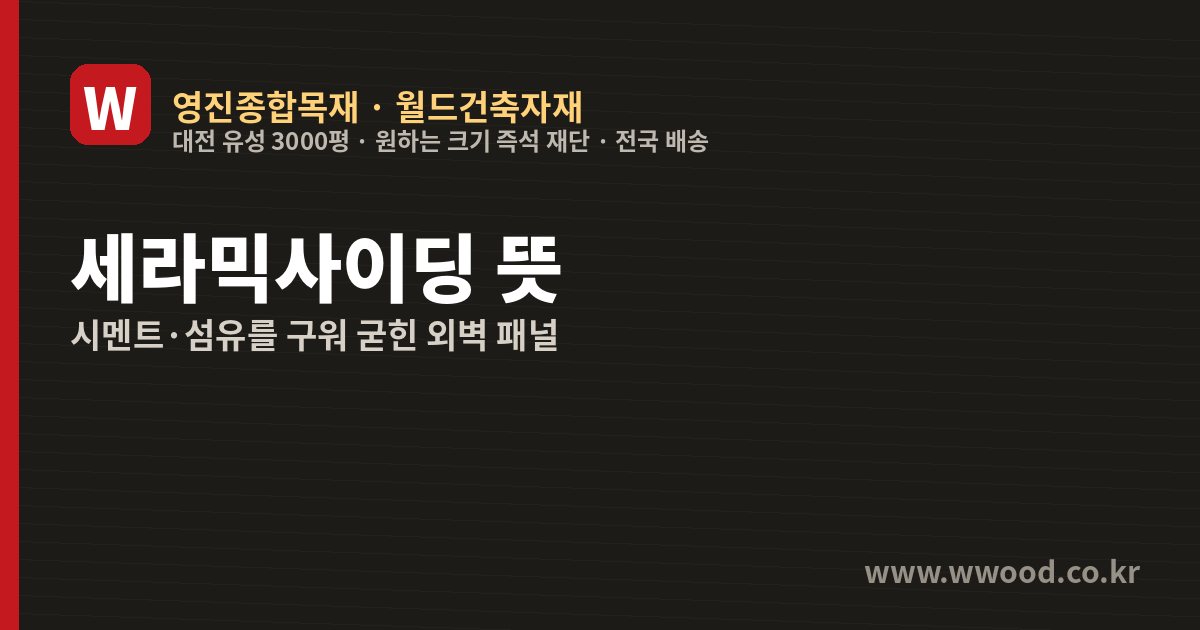 W
영진종합목재 · 월드건축자재
대전 유성 3000평 · 원하는 크기 즉석 재단 · 전국 배송
세라믹사이딩 뜻
시멘트·섬유를 구워 굳힌 외벽 패널
www.wwood.co.kr